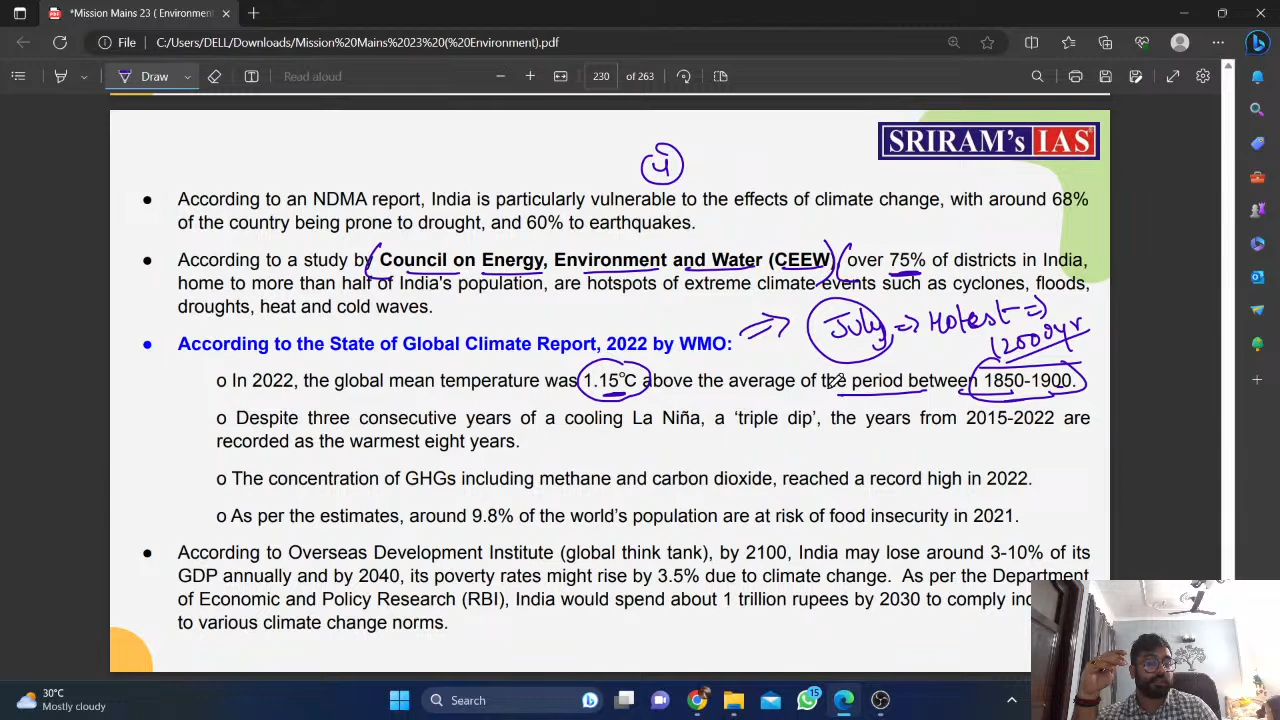 *Mission Mains 23 ( Environment
File
C:/Users/DELL/Downloads/Mission%20Mains%202023%20(%20Environment).pdf
Draw
Read aloud
230
of 263
SRIRAM's IAS
According to an NDMA report, India is particularly vulnerable to the effects of climate change, with around 68%
of the country being prone to drought, and 60% to earthquakes.
According to a study by Council on Energy, Environment and Water (CEEW) over 75% of districts in India,
home to more than half of India's population, are hotspots of extreme climate events such as cyclones, floods,
droughts, heat and cold waves.
⇒ July ⇒ Hotest ⇒
12000yr
According to the State of Global Climate Report, 2022 by WMO:
o In 2022, the global mean temperature was 1.15°C above the average of the period between 1850-1900.
o Despite three consecutive years of a cooling La Niña, a ‘triple dip’, the years from 2015-2022 are
recorded as the warmest eight years.
o The concentration of GHGs including methane and carbon dioxide, reached a record high in 2022.
o As per the estimates, around 9.8% of the world’s population are at risk of food insecurity in 2021.
According to Overseas Development Institute (global think tank), by 2100, India may lose around 3-10% of its
GDP annually and by 2040, its poverty rates might rise by 3.5% due to climate change. As per the Department
of Economic and Policy Research (RBI), India would spend about 1 trillion rupees by 2030 to comply
to various climate change norms.
30°C
Mostly cloudy
Search
15